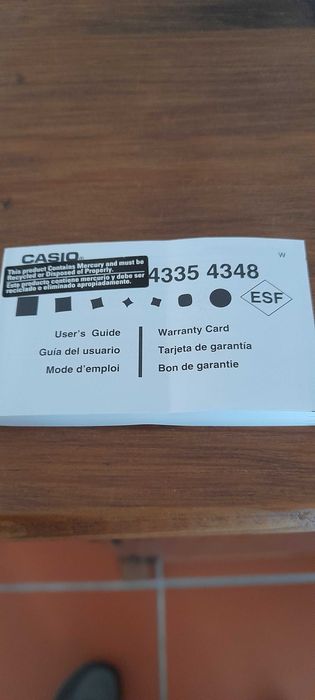 CASIO
W
This product Contains Mercury and must be
Recycled or Disposed of Properly.
Este producto contiene mercurio y debe ser
reciclado o eliminado apropiadamente.
4335 4348
ESF
User's Guide
Guía del usuario
Mode d'emploi
Warranty Card
Tarjeta de garantía
Bon de garantie